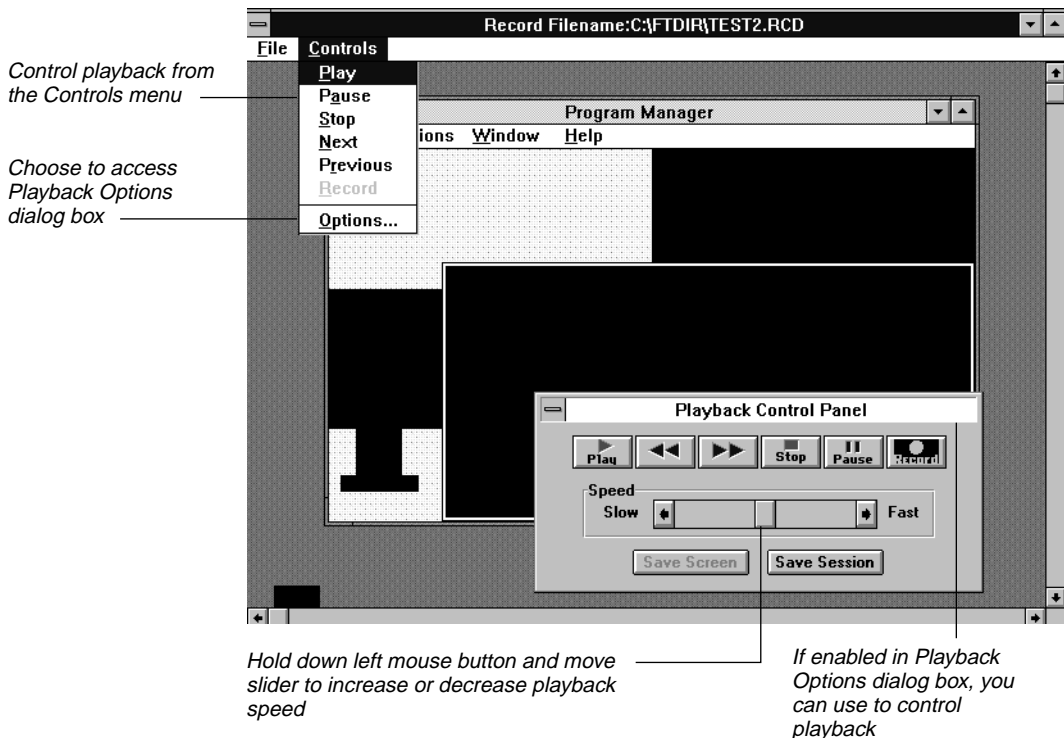 Record Filename:C:\FTDIR\TEST2.RCD
File Controls
Control playback from
the Controls menu
Play
Pause
Stop
Next
Previous
Record
Options...
Program Manager
ions Window Help
Choose to access
Playback Options
dialog box
Playback Control Panel
Play
Stop
Pause
Record
Speed
Slow
Fast
Save Screen
Save Session
Hold down left mouse button and move
slider to increase or decrease playback
speed
If enabled in Playback
Options dialog box, you
can use to control
playback